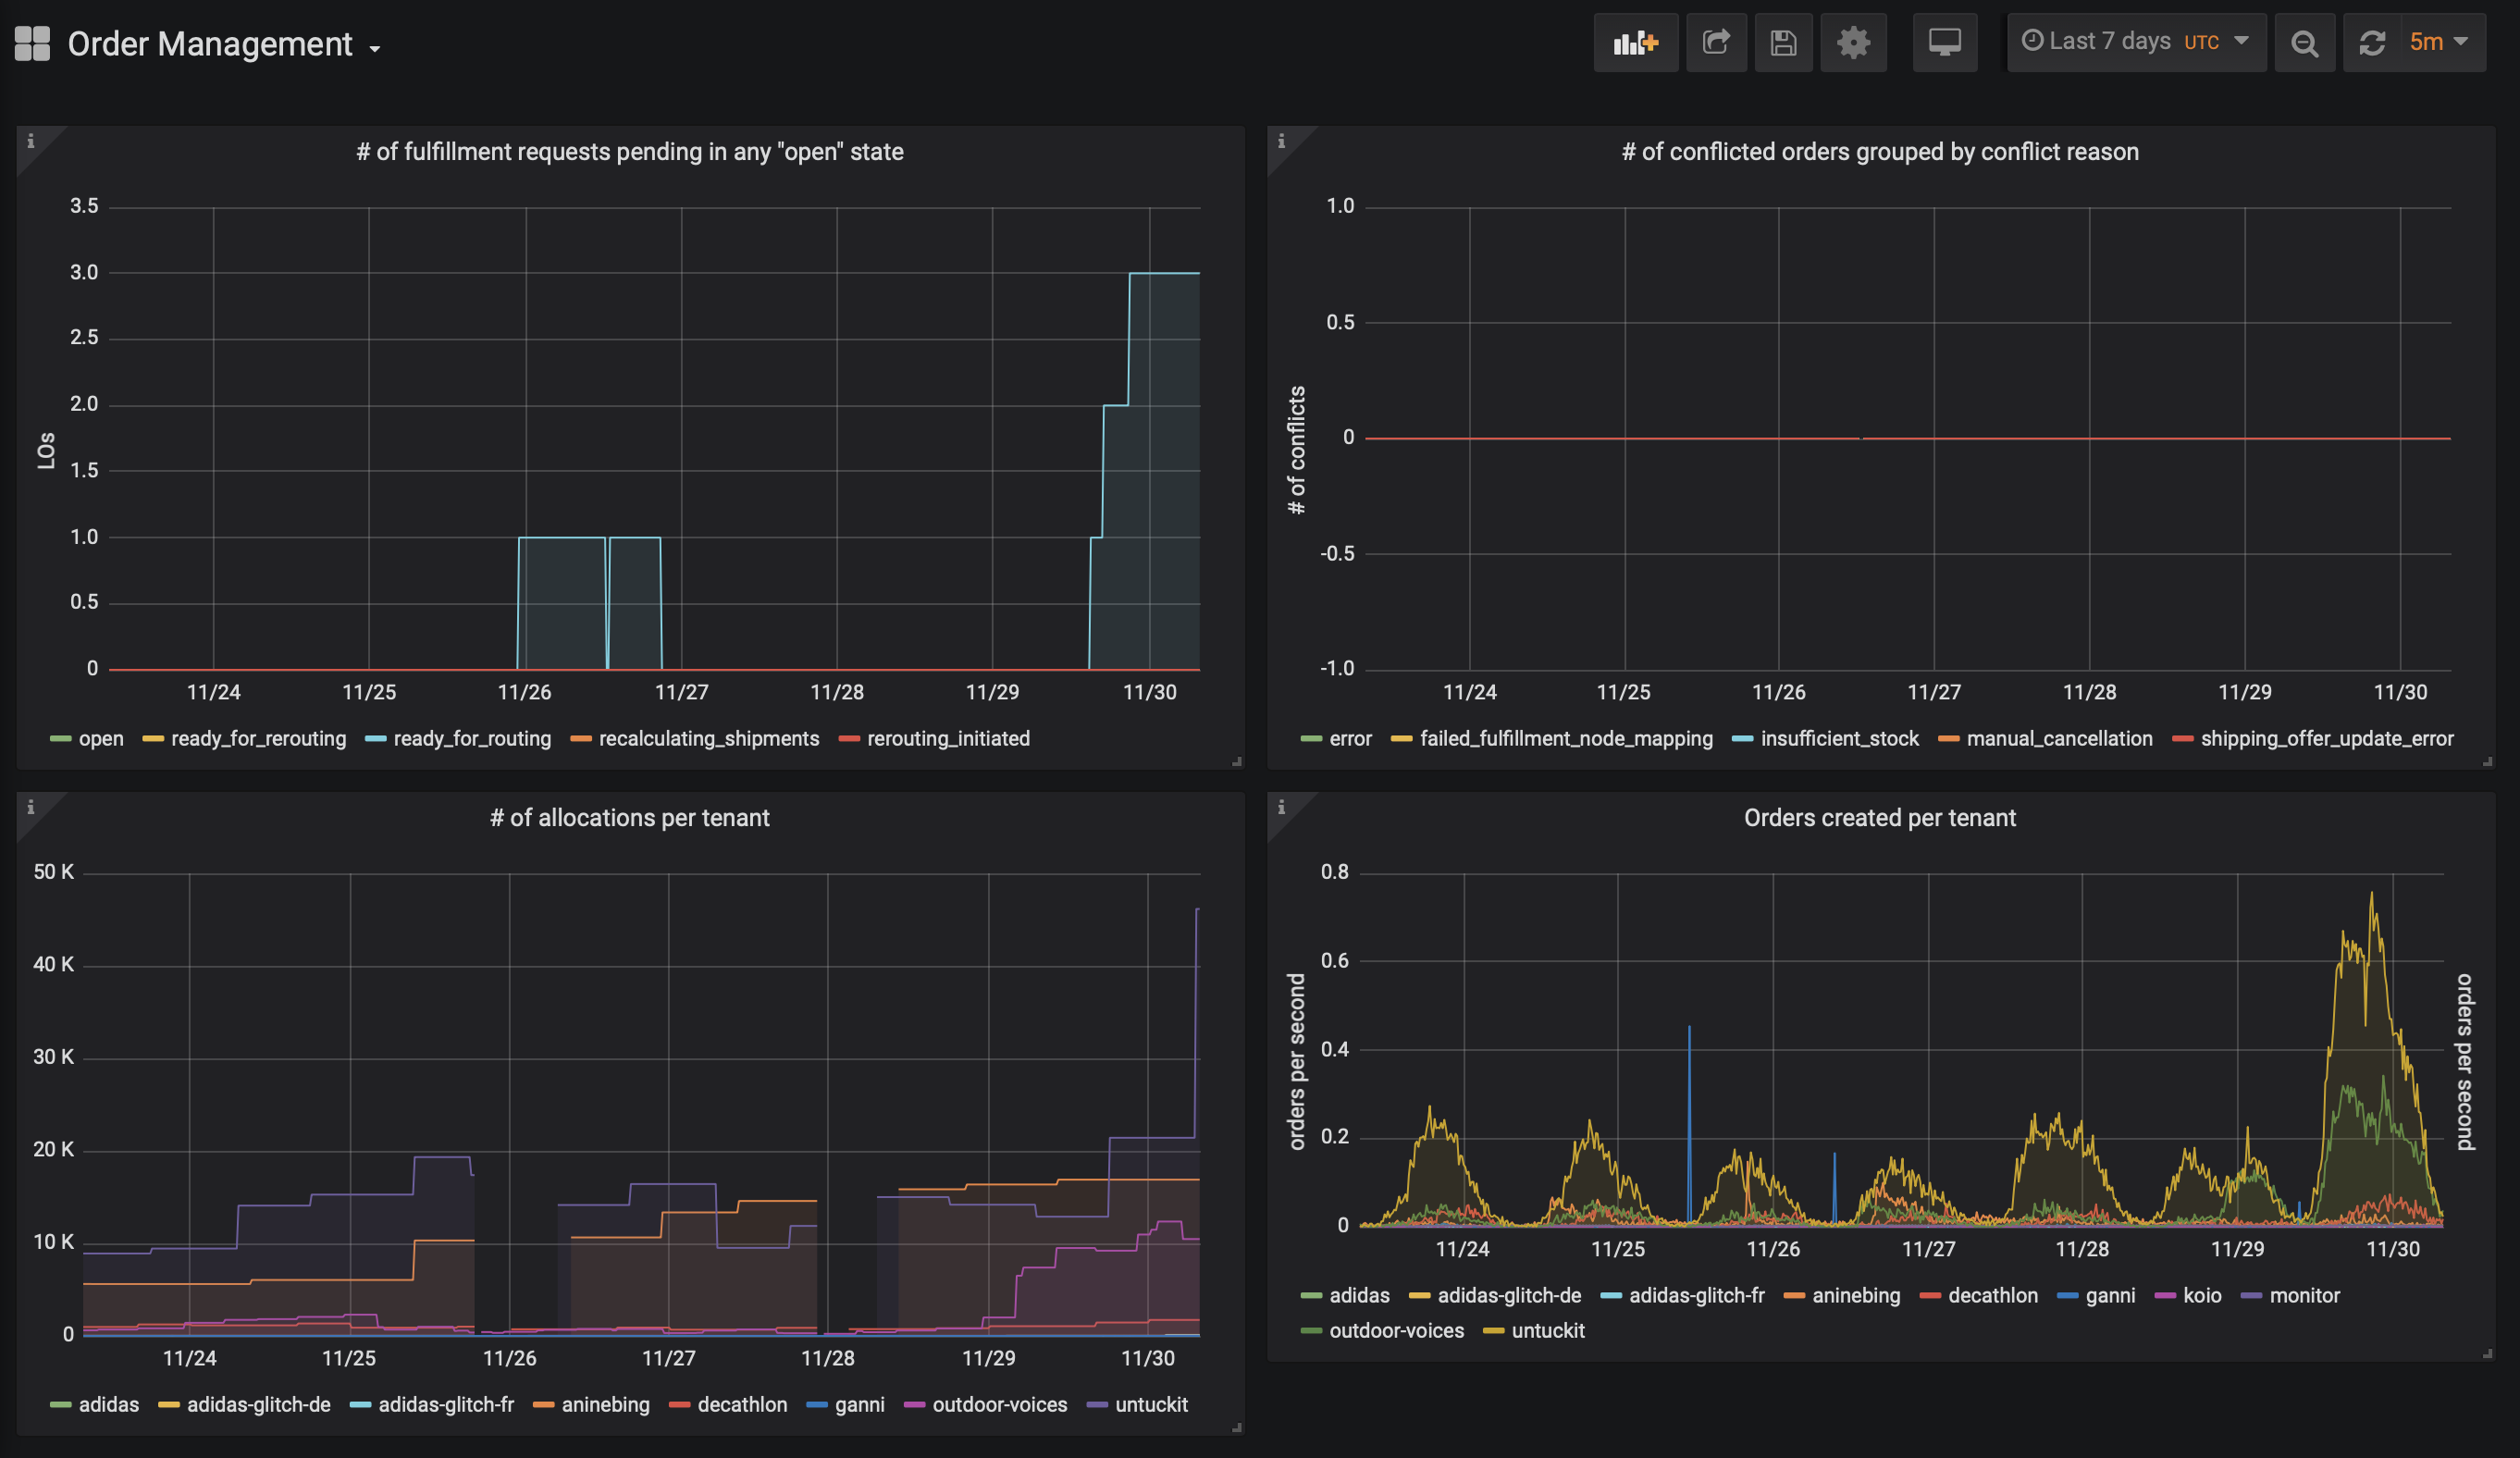 Order Management
Last 7 days UTC
5m
i
# of fulfillment requests pending in any "open" state
3.5
3.0
2.5
2.0
1.5
1.0
0.5
0
LOs
11/24 11/25 11/26 11/27 11/28 11/29 11/30
open ready_for_rerouting ready_for_routing recalculating_shipments rerouting_initiated
i
# of conflicted orders grouped by conflict reason
1.0
0.5
0
-0.5
-1.0
# of conflicts
11/24 11/25 11/26 11/27 11/28 11/29 11/30
error failed_fulfillment_node_mapping insufficient_stock manual_cancellation shipping_offer_update_error
i
# of allocations per tenant
50 K
40 K
30 K
20 K
10 K
0
11/24 11/25 11/26 11/27 11/28 11/29 11/30
adidas adidas-glitch-de adidas-glitch-fr aninebing decathlon ganni outdoor-voices untuckit
i
Orders created per tenant
0.8
0.6
0.4
0.2
0
orders per second
orders per second
11/24 11/25 11/26 11/27 11/28 11/29 11/30
adidas adidas-glitch-de adidas-glitch-fr aninebing decathlon ganni koio monitor
outdoor-voices untuckit